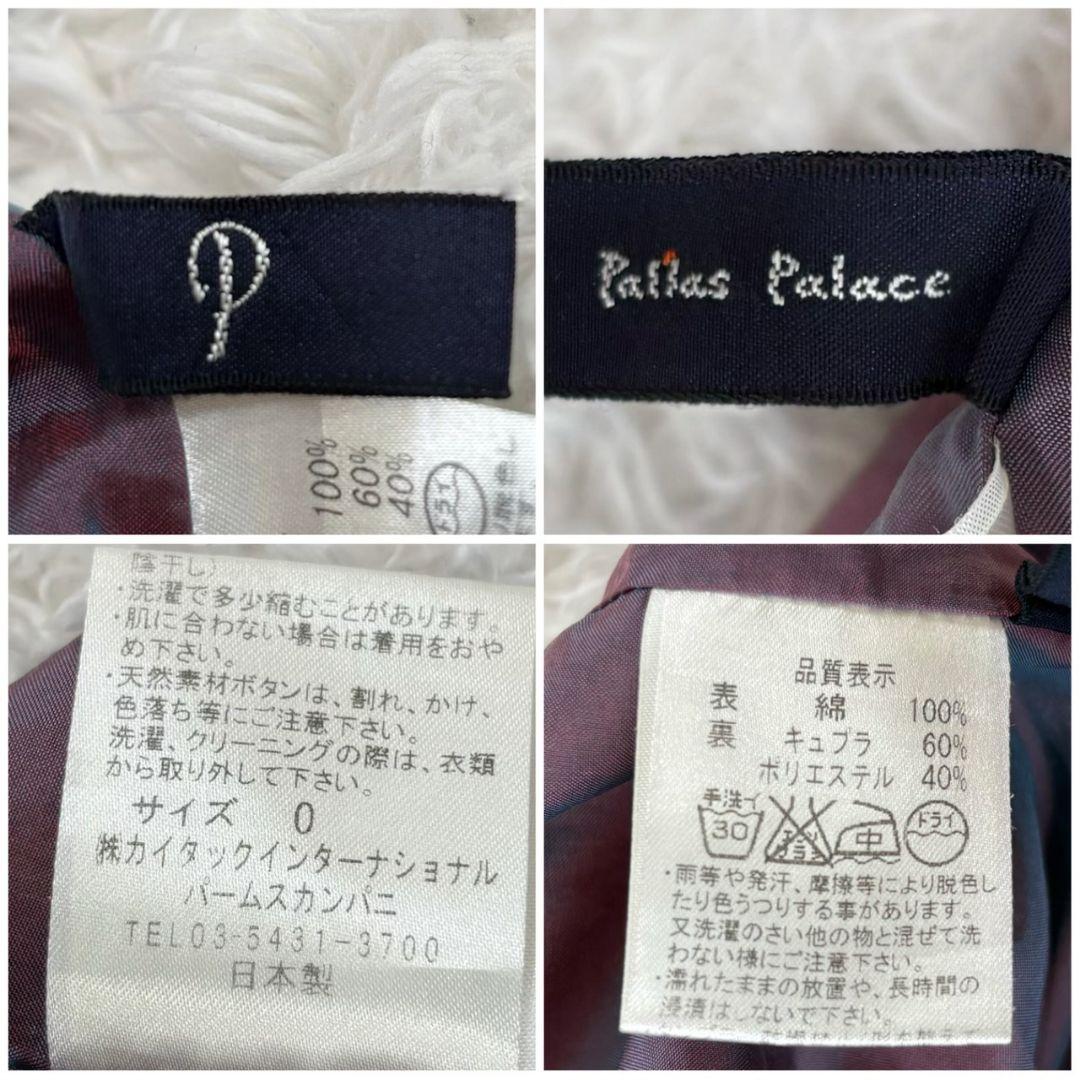 P
100%
60%
40%
ドライ
Pallas Palace
陰干し)
・洗濯で多少縮むことがあります。
・肌に合わない場合は着用をおや
め下さい。
・天然素材ボタンは、割れ、かけ、
色落ち等にご注意下さい。
洗濯、クリーニングの際は、衣類
から取り外して下さい。
サイズ 0
㈱カイタックインターナショナル
パームスカンパニ
TEL03-5431-3700
日本製
品質表示
表 綿 100%
裏 キュプラ 60%
ポリエステル 40%
手洗イ 30 エンソサラシ 中 ドライ
・雨等や発汗、摩擦等により脱色し
たり色うつりする事があります。
又洗濯のさい他の物と混ぜて洗
わない様にご注意下さい。
・濡れたままの放置や、長時間の
浸漬はしないで下さい。